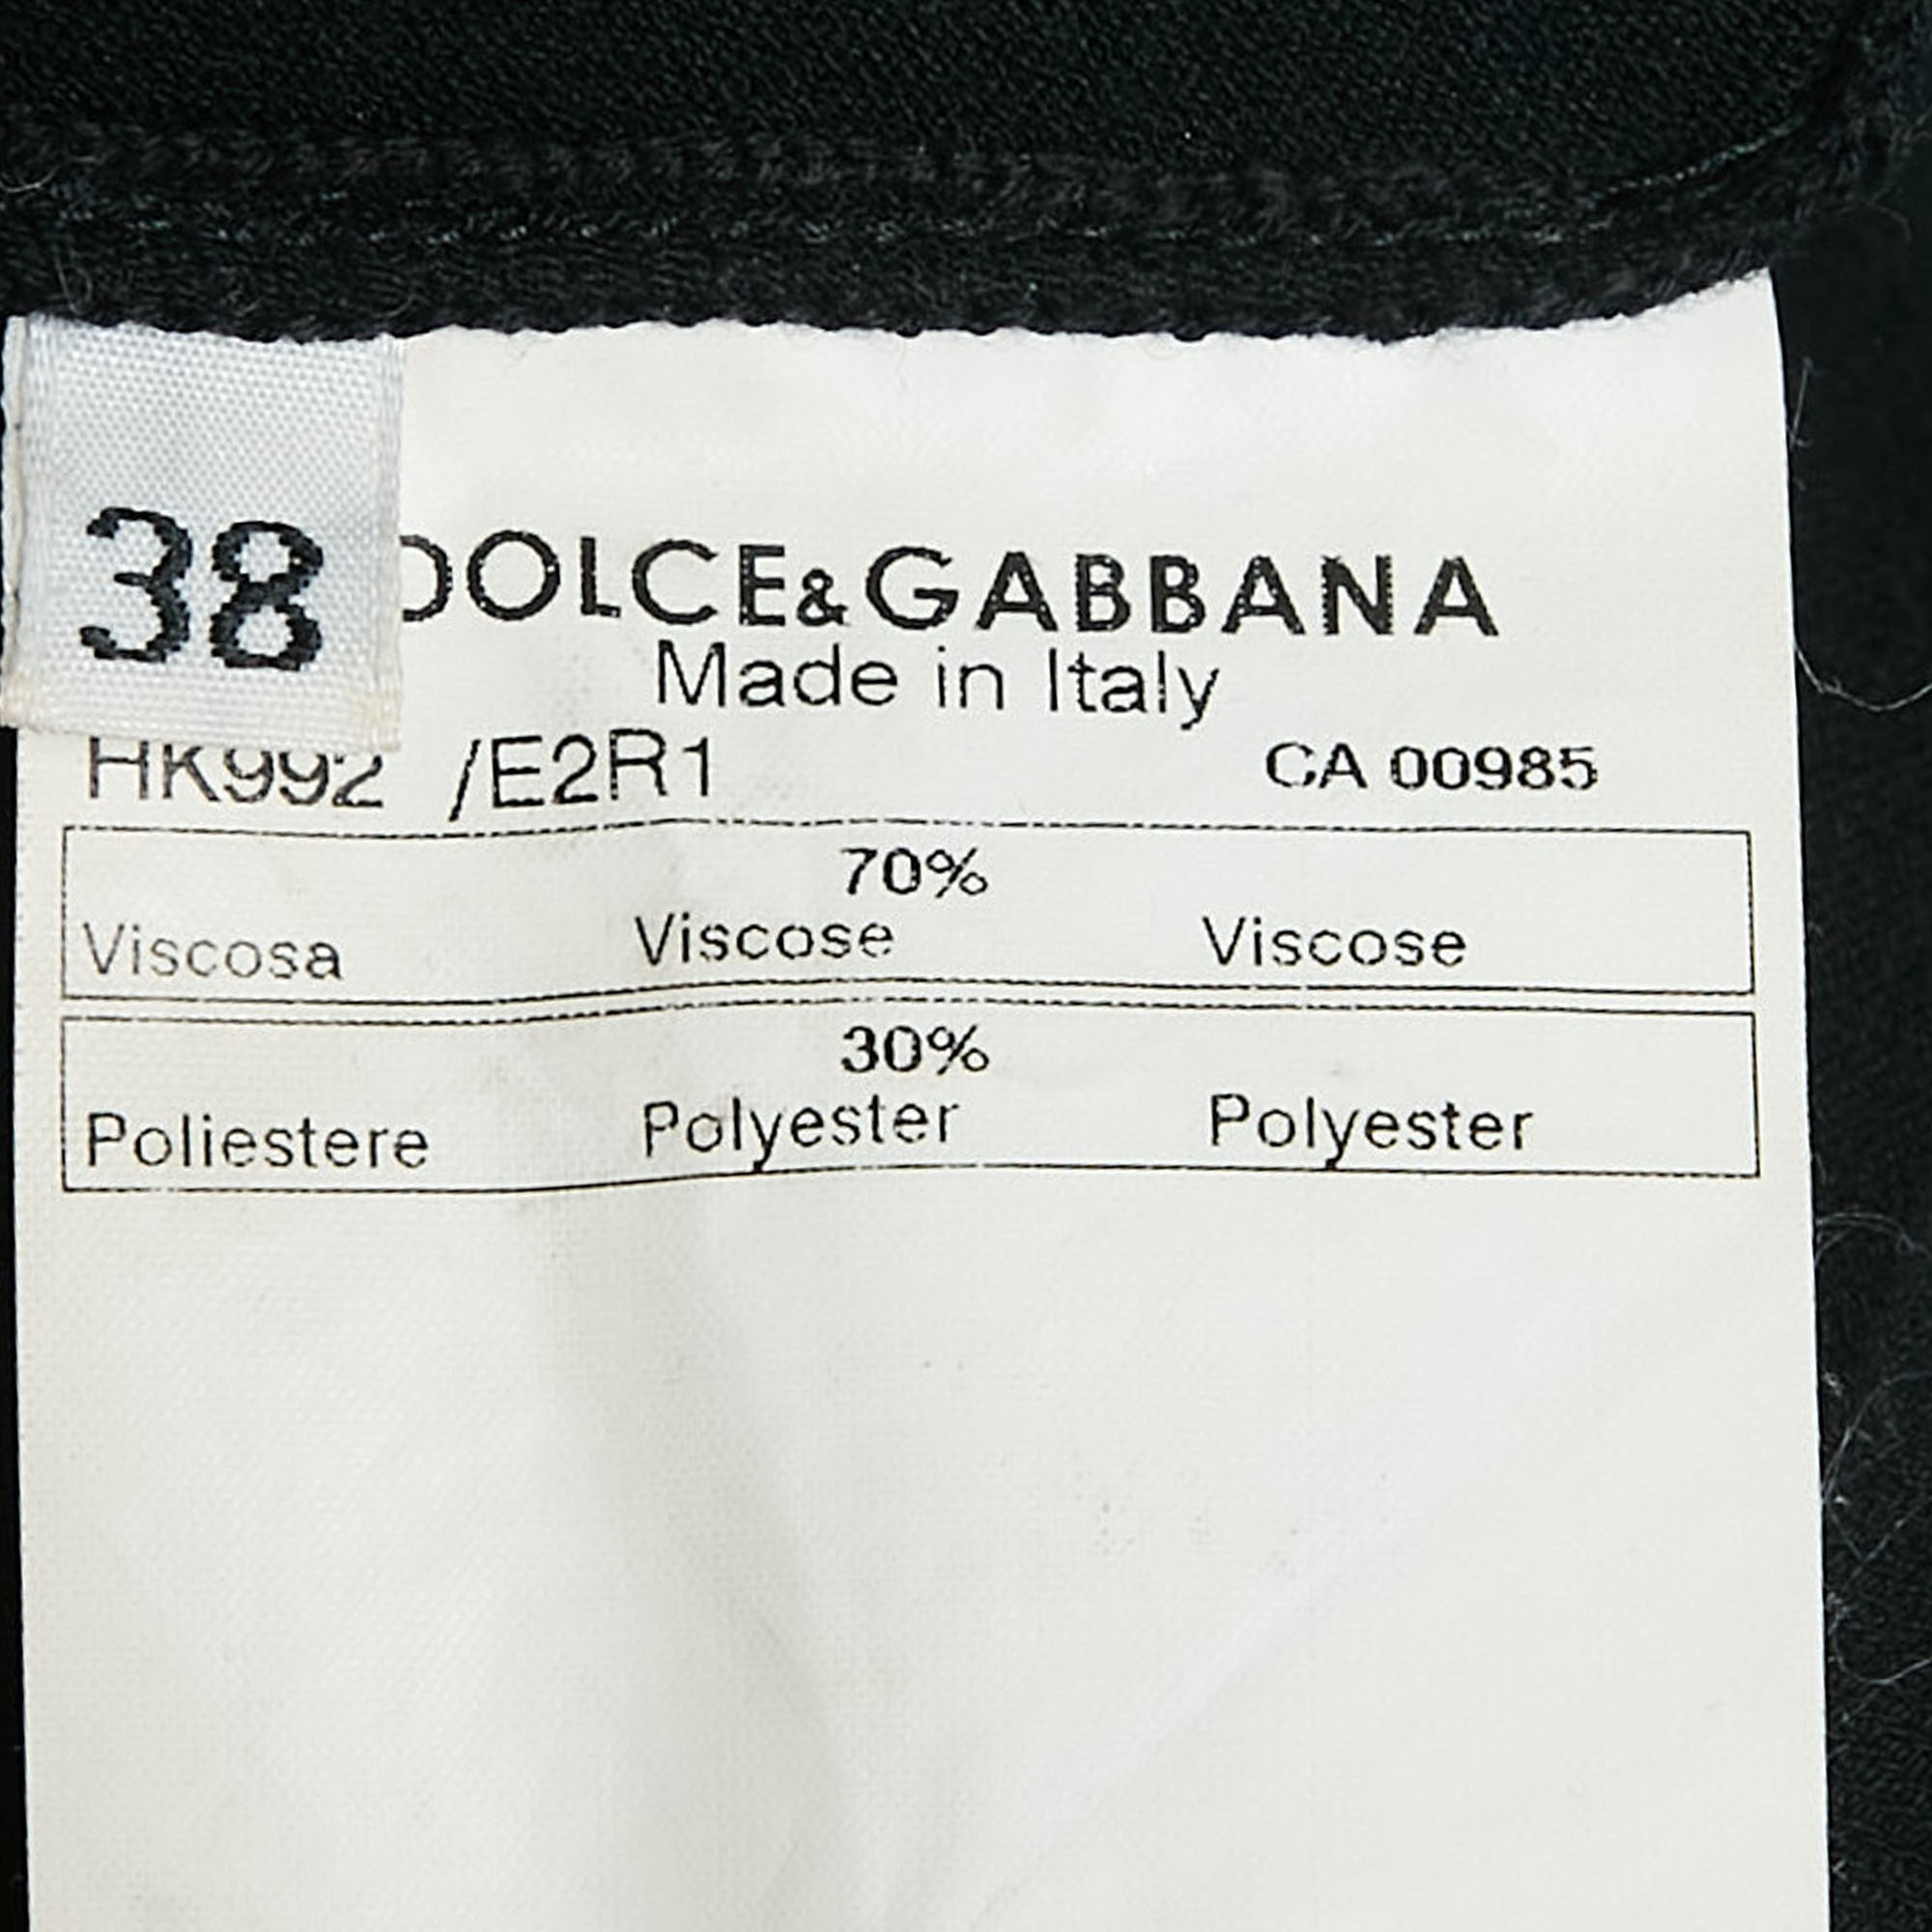 38
DOLCE&GABBANA
Made in Italy
HK992 /E2R1 CA 00985
70%
Viscosa Viscose Viscose
30%
Poliestere Polyester Polyester